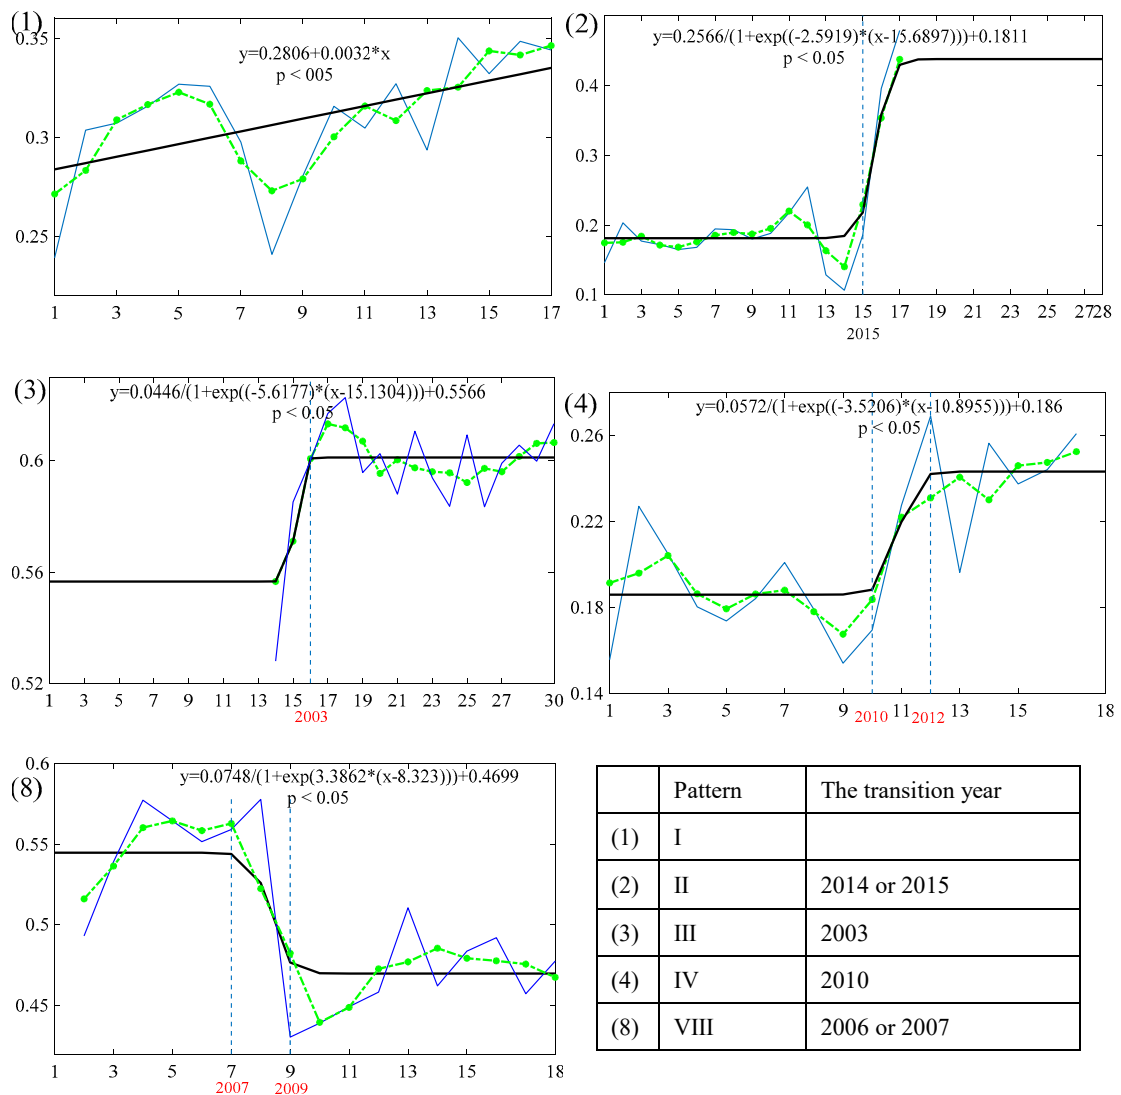 (1)
y=0.2806+0.0032*x
p < 005
0.35
0.3
0.25
1 3 5 7 9 11 13 15 17
(2)
y=0.2566/(1+exp((-2.5919)*(x-15.6897)))+0.1811
p < 0.05
0.4
0.3
0.2
0.1
1 3 5 7 9 11 13 15 17 19 21 23 25 27 28
2015
(3)
y=0.0446/(1+exp((-5.6177)*(x-15.1304)))+0.5566
p < 0.05
0.6
0.56
0.52
1 3 5 7 9 11 13 15 17 19 21 23 25 27 30
2003
(4)
y=0.0572/(1+exp((-3.5206)*(x-10.8955)))+0.186
p < 0.05
0.26
0.22
0.18
0.14
1 3 5 7 9 11 13 15 18
2010 2012
(8)
y=0.0748/(1+exp(3.3862*(x-8.323)))+0.4699
p < 0.05
0.6
0.55
0.5
0.45
1 3 5 7 9 11 13 15 18
2007 2009
Pattern The transition year
(1) I
(2) II 2014 or 2015
(3) III 2003
(4) IV 2010
(8) VIII 2006 or 2007